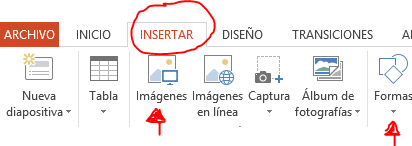 ARCHIVO INICIO INSERTAR DISEÑO TRANSICIONES
Nueva diapositiva
Tabla
Imágenes
Imágenes en línea
Captura
Álbum de fotografías
Formas